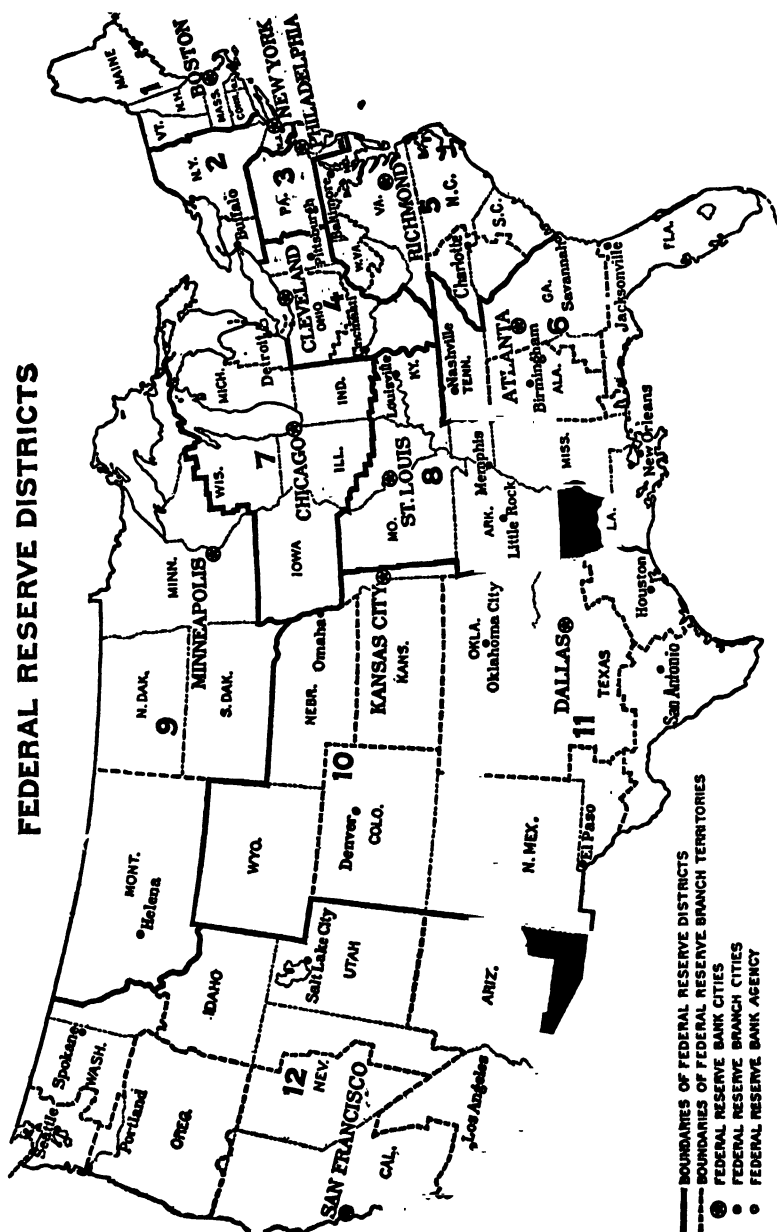 FEDERAL RESERVE DISTRICTS
MAINE
1
VT.
N.H.
BOSTON
MASS.
CONN.
N.Y.
2
Buffalo
NEW YORK
N.J.
PA.
3
PHILADELPHIA
Pittsburgh
Baltimore
CLEVELAND
OHIO
4
Cincinnati
W.VA.
VA.
RICHMOND
5
N.C.
Charlotte
S.C.
MICH.
Detroit
WIS.
7
CHICAGO
ILL.
IND.
IOWA
Louisville
KY.
MO.
ST. LOUIS
8
Nashville
TENN.
Memphis
ARK.
Little Rock
ATLANTA
6
GA.
Savannah
Birmingham
ALA.
MISS.
LA.
New Orleans
Jacksonville
FLA.
MINN.
MINNEAPOLIS
N. DAK.
9
S. DAK.
MONT.
Helena
NEBR.
Omaha
KANSAS CITY
KANS.
10
WYO.
Denver
COLO.
OKLA.
Oklahoma City
N. MEX.
DALLAS
TEXAS
11
El Paso
Houston
San Antonio
Seattle
Spokane
WASH.
Portland
OREG.
IDAHO
Salt Lake City
UTAH
NEV.
12
SAN FRANCISCO
CAL.
Los Angeles
ARIZ.
BOUNDARIES OF FEDERAL RESERVE DISTRICTS
BOUNDARIES OF FEDERAL RESERVE BRANCH TERRITORIES
FEDERAL RESERVE BANK CITIES
FEDERAL RESERVE BRANCH CITIES
FEDERAL RESERVE BANK AGENCY